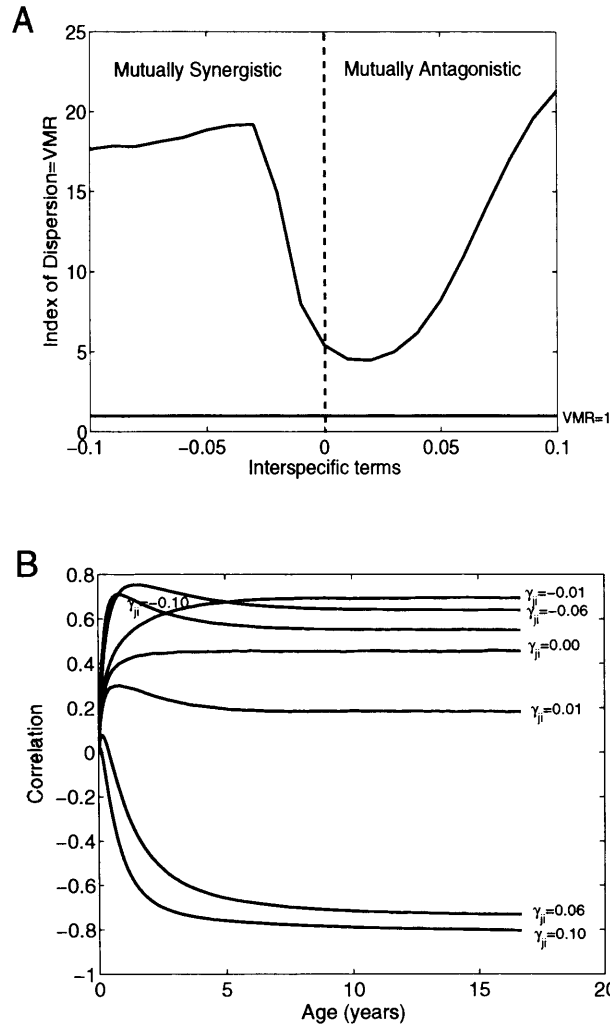 A
25
Mutually Synergistic Mutually Antagonistic
20
15
10
5
0
Index of Dispersion=VMR
VMR=1
−0.1 −0.05 0 0.05 0.1
Interspecific terms
B
0.8
0.6
0.4
0.2
0
−0.2
−0.4
−0.6
−0.8
−1
Correlation
γji=−0.10
γji=−0.01
γji=−0.06
γji=0.00
γji=0.01
γji=0.06
γji=0.10
0 5 10 15 20
Age (years)